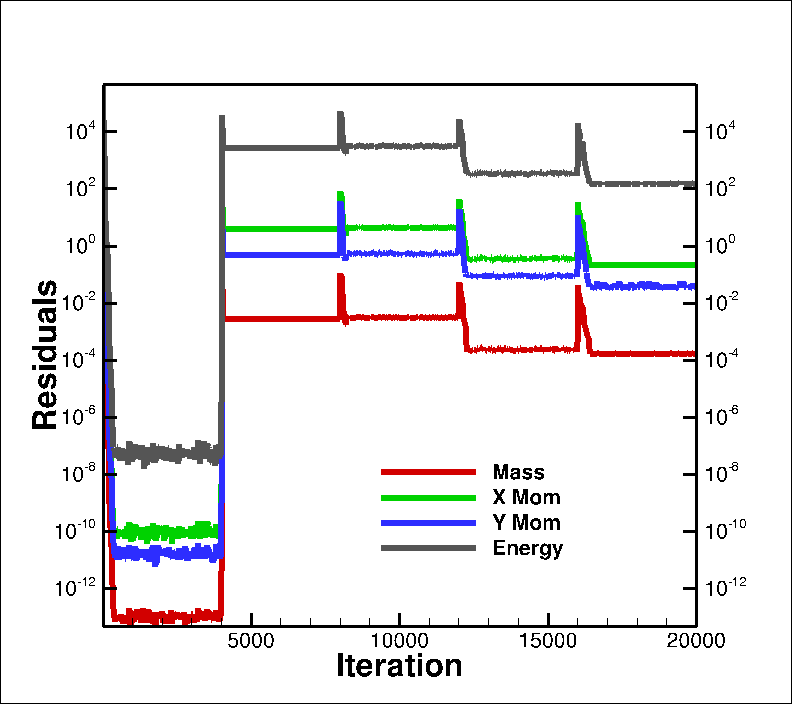 10^4 10^4
10^2 10^2
10^0 10^0
10^-2 10^-2
10^-4 10^-4
10^-6 10^-6
10^-8 10^-8
10^-10 10^-10
10^-12 10^-12
Residuals
Mass
X Mom
Y Mom
Energy
5000 10000 15000 20000
Iteration